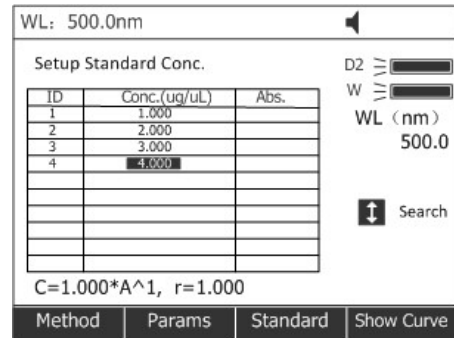 WL: 500.0nm
Setup Standard Conc.
ID Conc.(ug/uL) Abs.
1 1.000
2 2.000
3 3.000
4 4.000
C=1.000*A^1, r=1.000
D2
W
WL (nm)
500.0
Search
Method Params Standard Show Curve